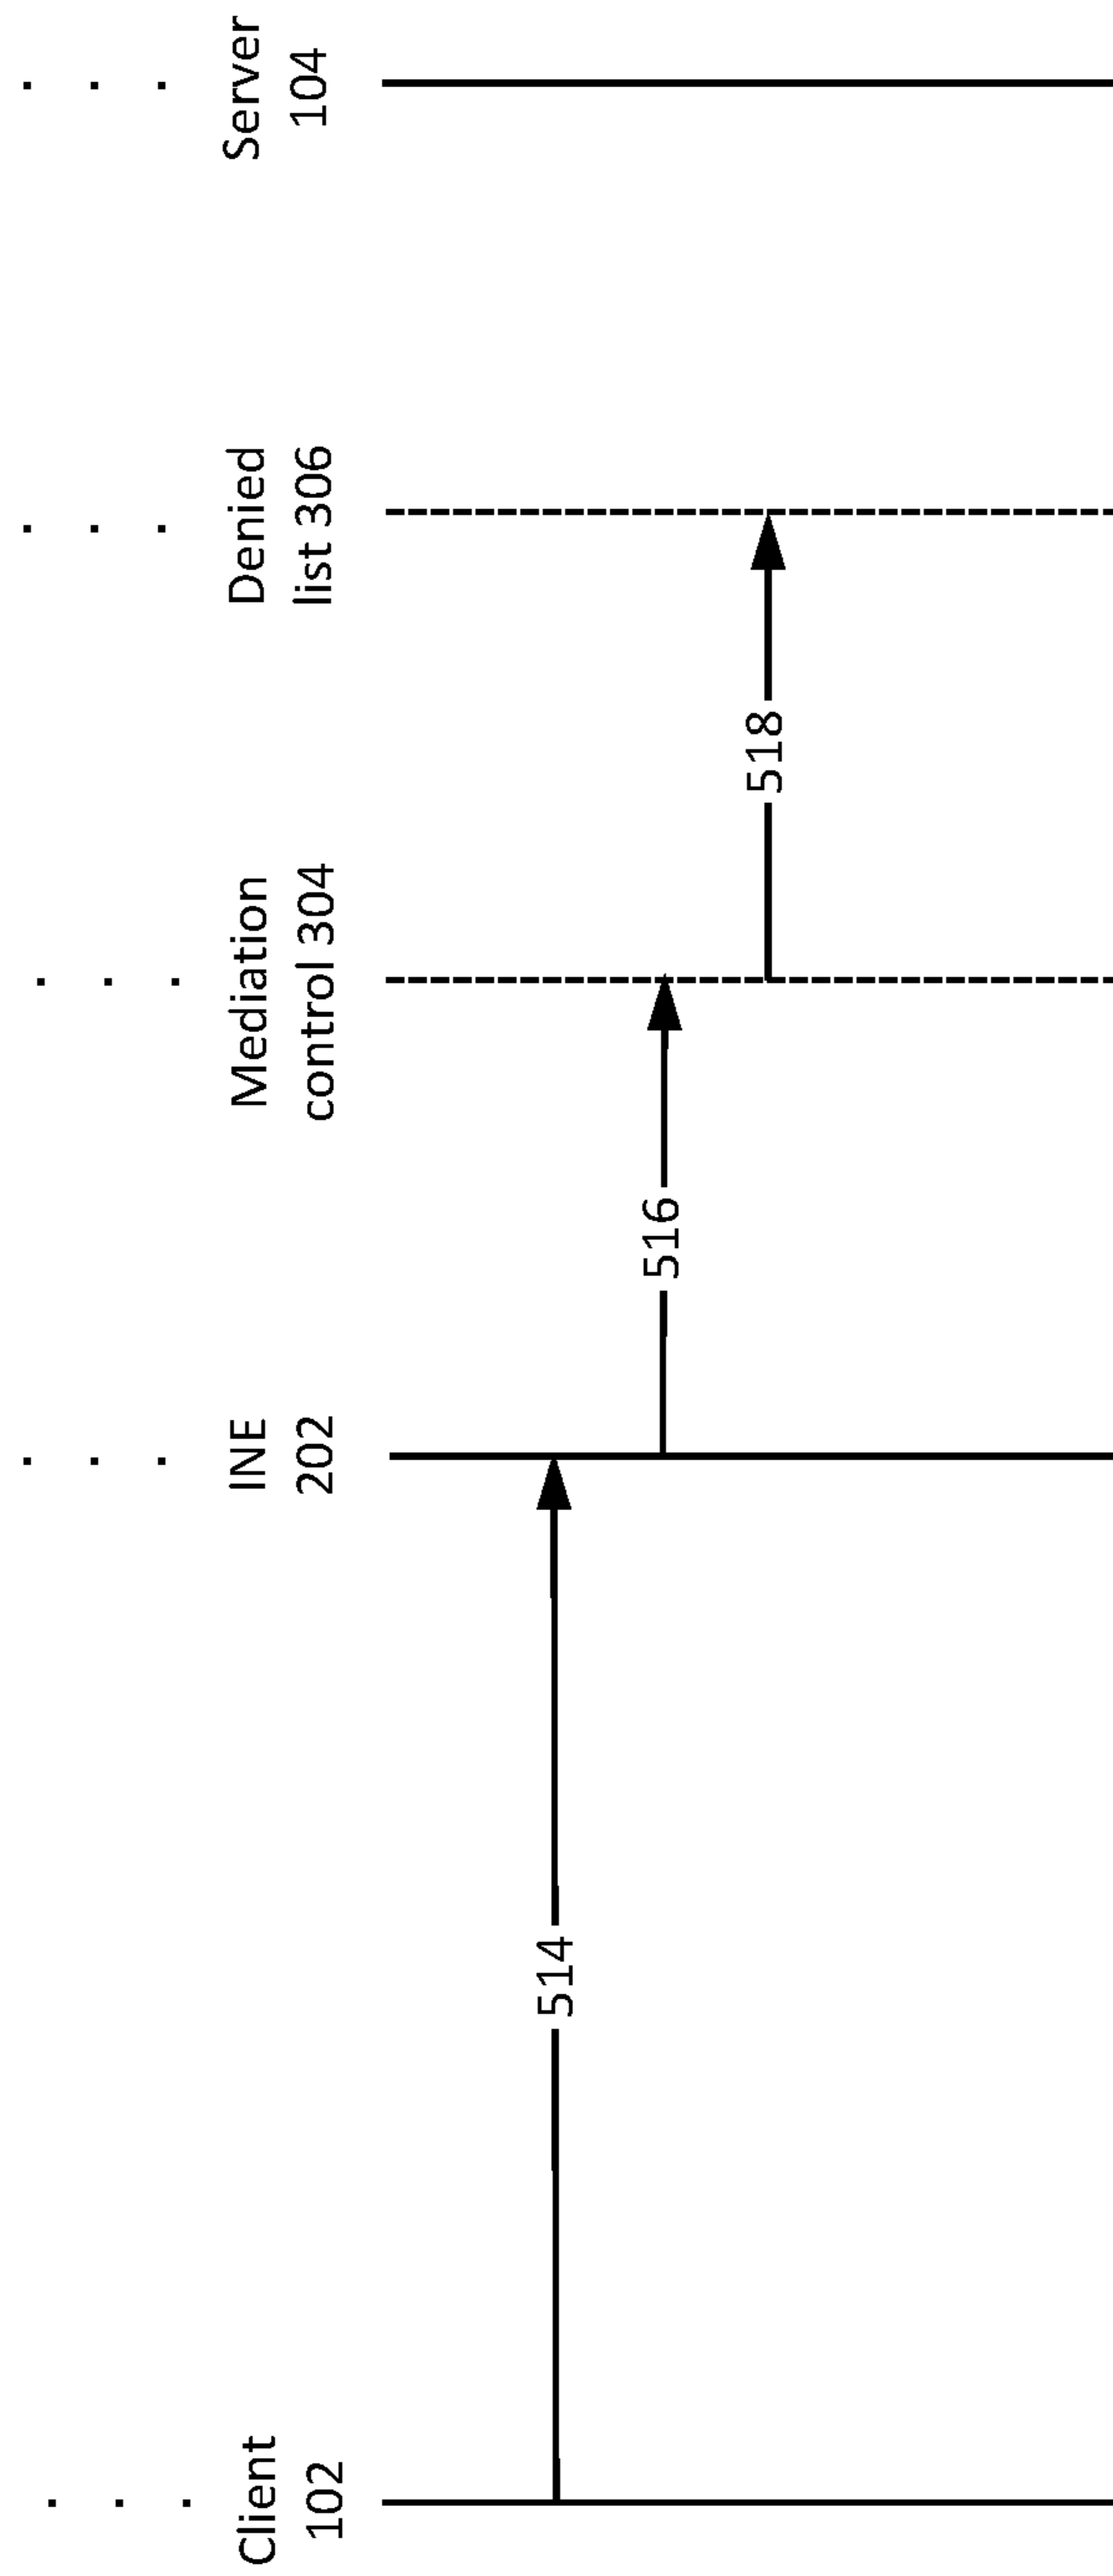 Client
102
INE
202
Mediation
control 304
Denied
list 306
Server
104
514
516
518